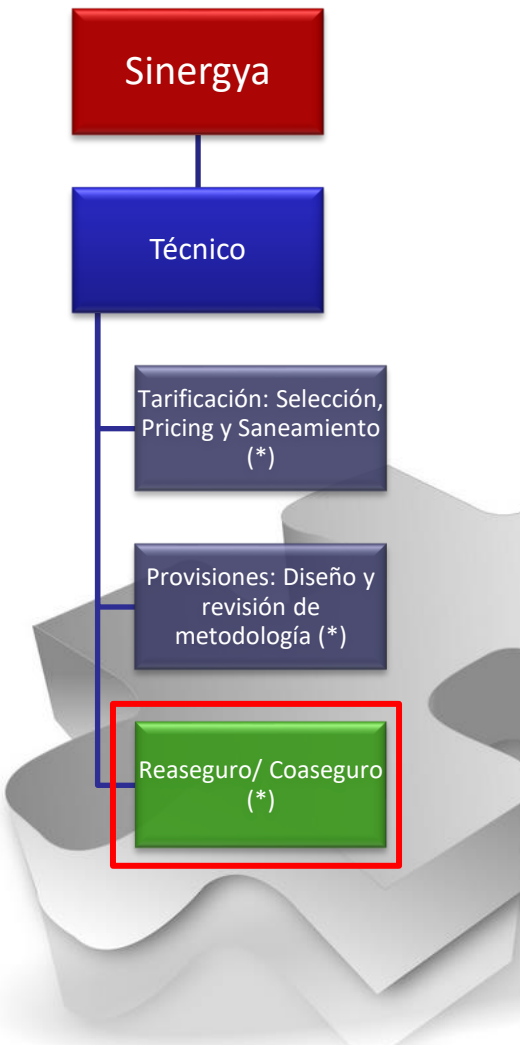 Sinergya
Técnico
Tarificación: Selección,
Pricing y Saneamiento
(*)
Provisiones: Diseño y
revisión de
metodología (*)
Reaseguro/ Coaseguro
(*)